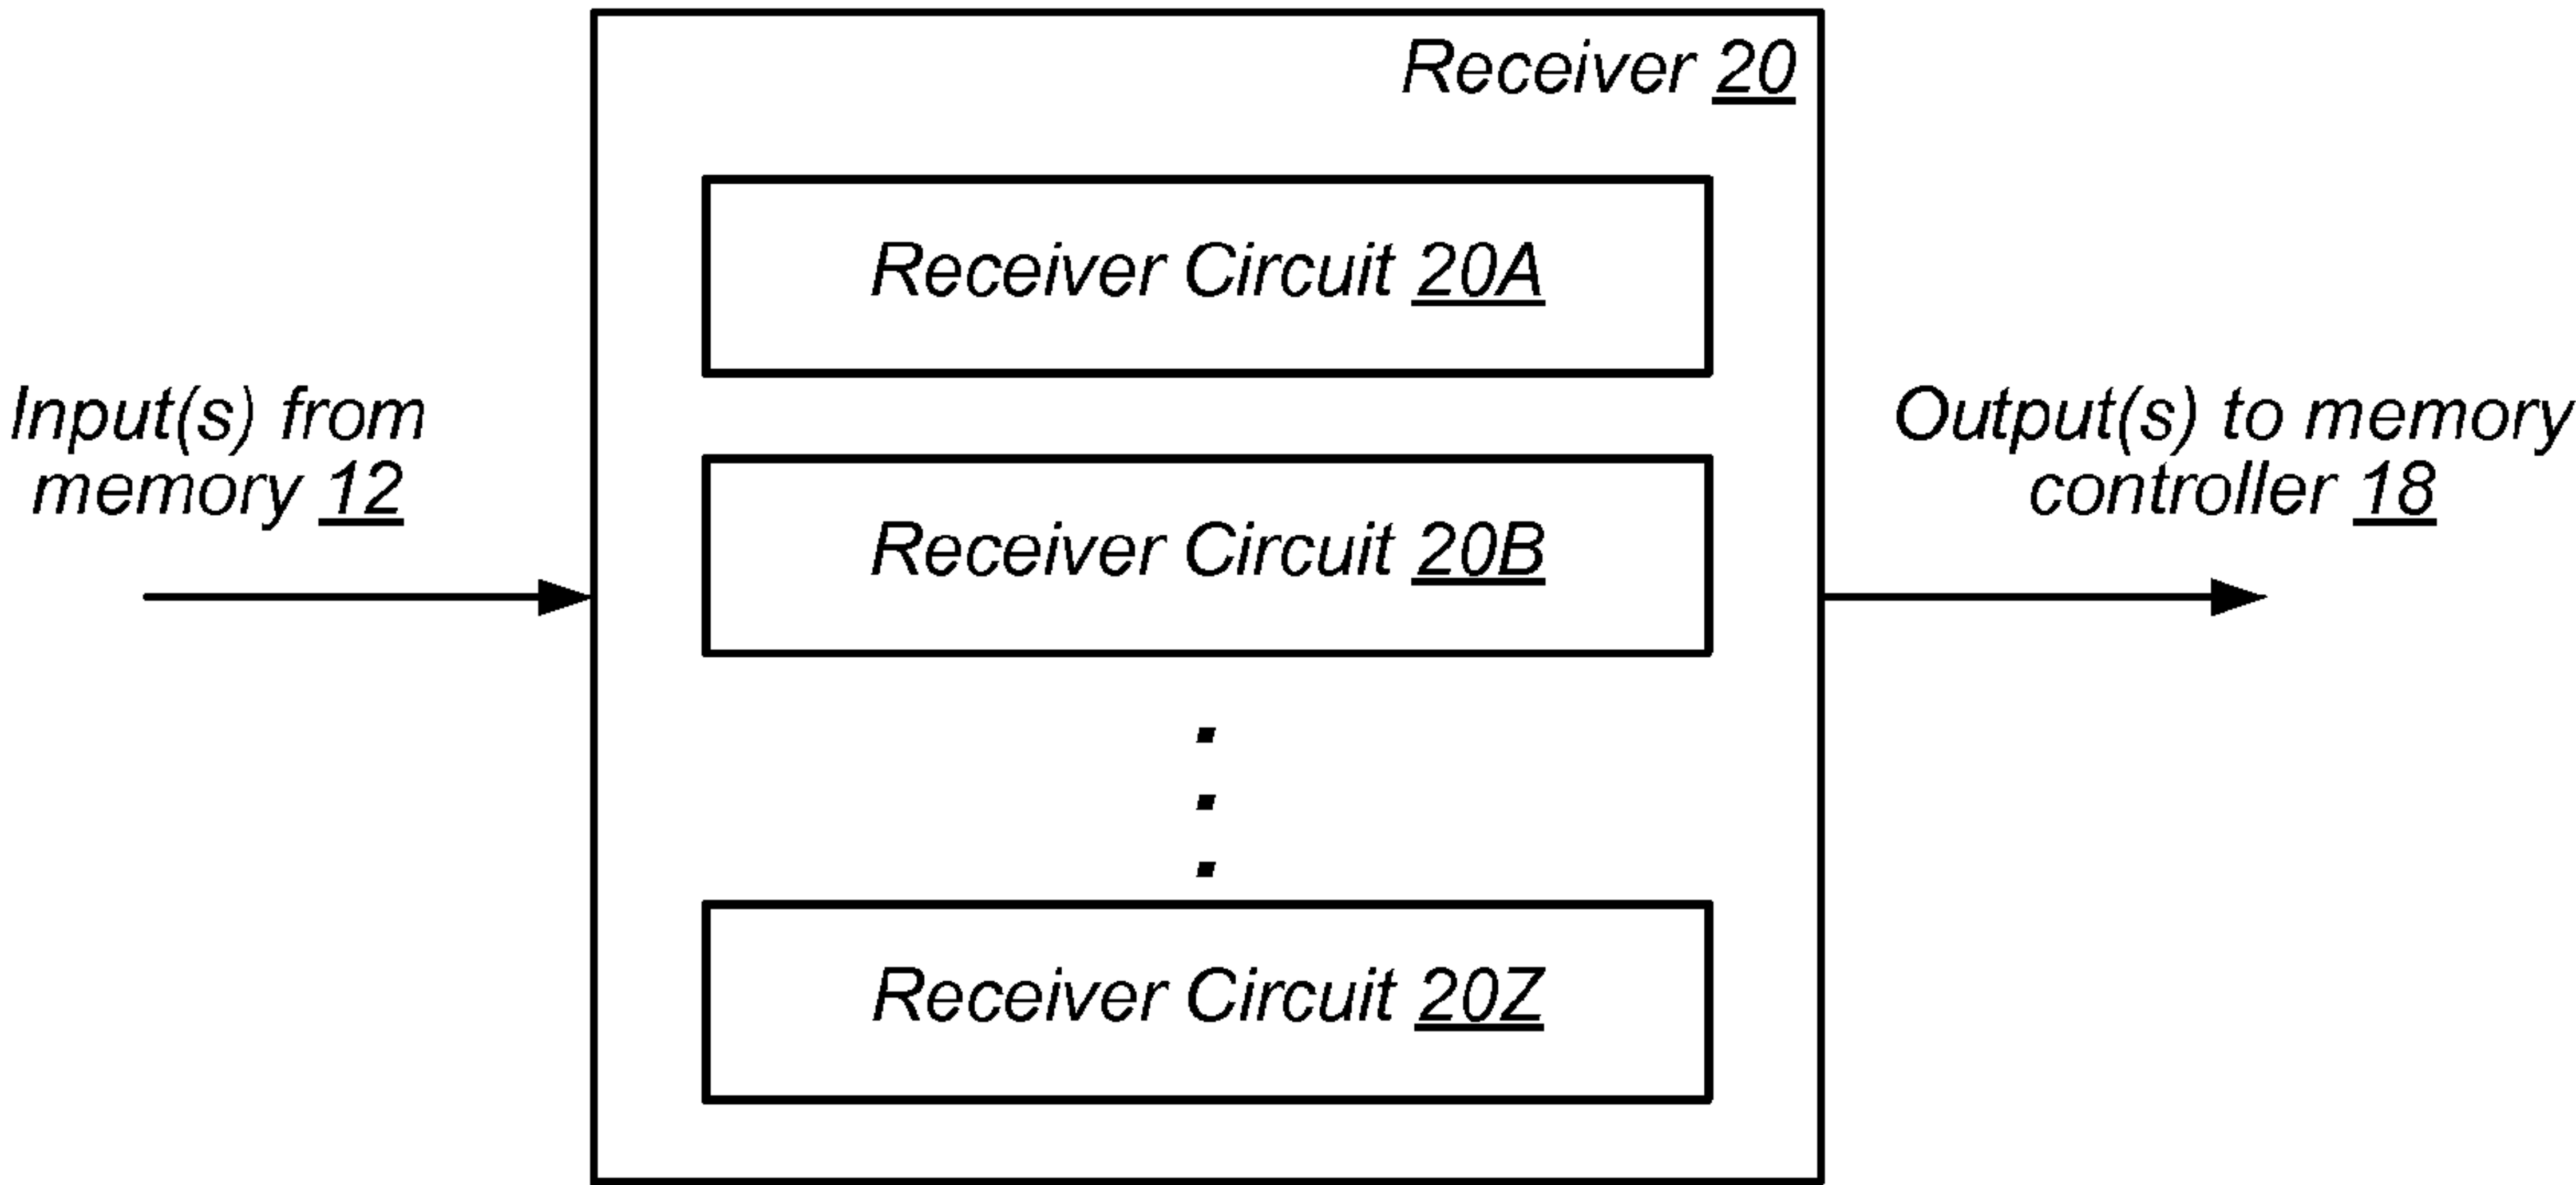 Receiver 20
Receiver Circuit 20A
Input(s) from
memory 12
Output(s) to memory
controller 18
Receiver Circuit 20B
Receiver Circuit 20Z